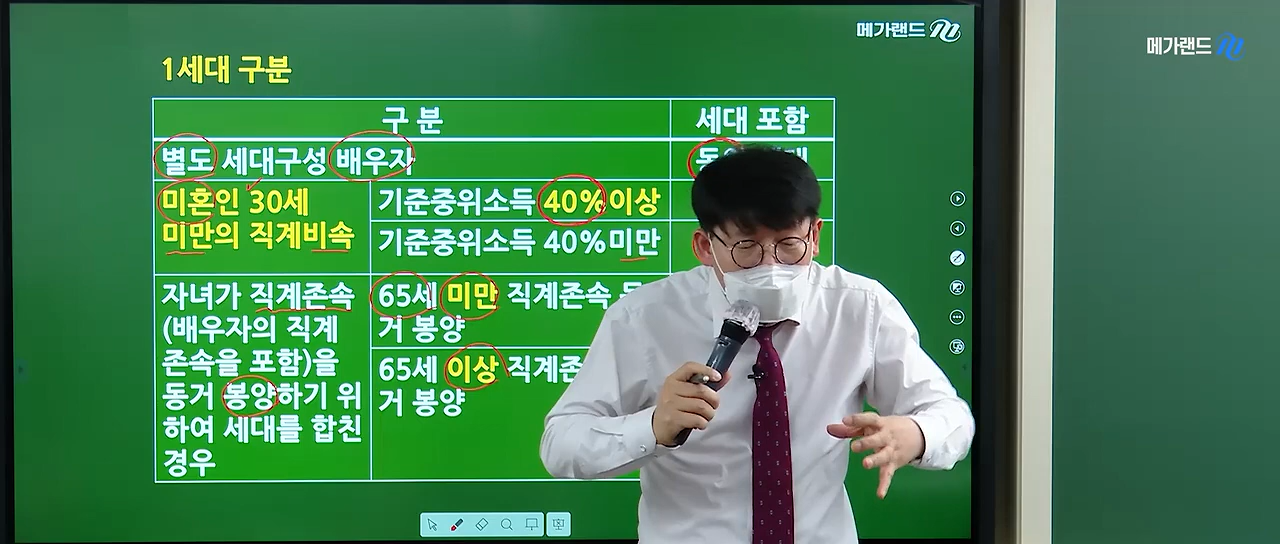 메가랜드
메가랜드
1세대 구분
구 분
세대 포함
별도 세대구성 배우자
미혼인 30세
미만의 직계비속
기준중위소득 40%이상
기준중위소득 40%미만
자녀가 직계존속
(배우자의 직계
존속을 포함)을
동거 봉양하기 위
하여 세대를 합친
경우
65세 미만 직계존속
거 봉양
65세 이상
거 봉양